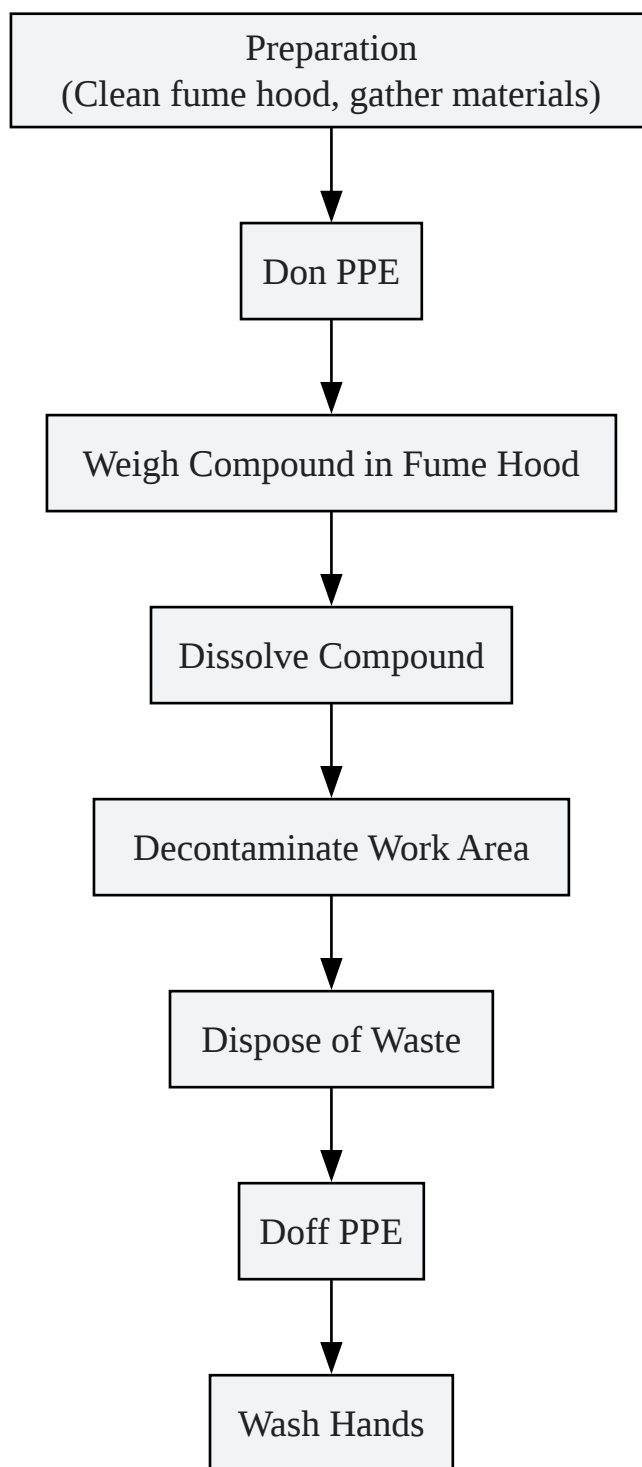 Preparation
(Clean fume hood, gather materials)
Don PPE
Weigh Compound in Fume Hood
Dissolve Compound
Decontaminate Work Area
Dispose of Waste
Doff PPE
Wash Hands